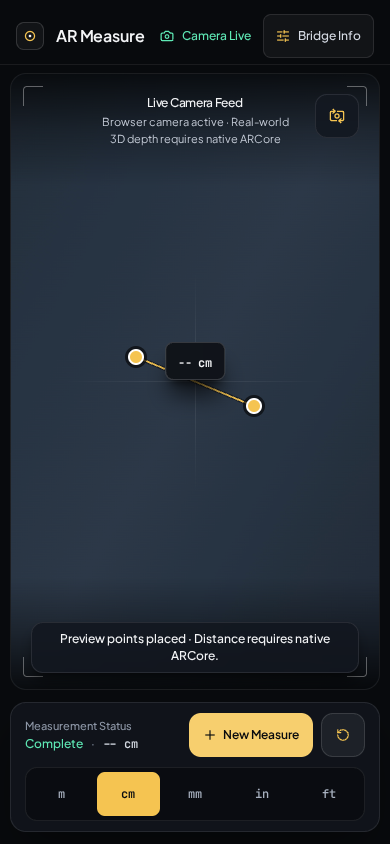 AR Measure
Camera Live
Bridge Info
Live Camera Feed
Browser camera active · Real-world
3D depth requires native ARCore
-- cm
Preview points placed · Distance requires native
ARCore.
Measurement Status
Complete · -- cm
New Measure
m
cm
mm
in
ft